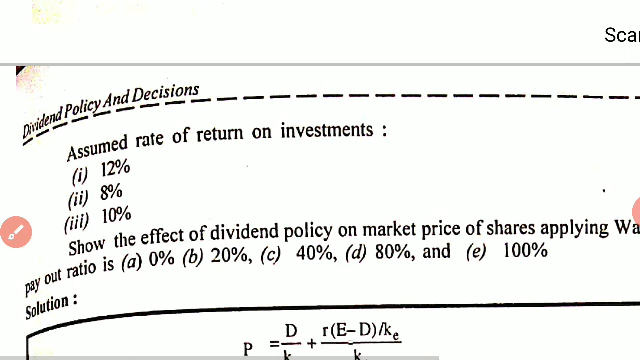 Scar
Dividend Policy And Decisions
Assumed rate of return on investments :
(i) 12%
(ii) 8%
(iii) 10%
Show the effect of dividend policy on market price of shares applying Wa
pay out ratio is (a) 0% (b) 20%, (c) 40%, (d) 80%, and (e) 100%
Solution :
P = D/k + r(E-D)/kₑ/k